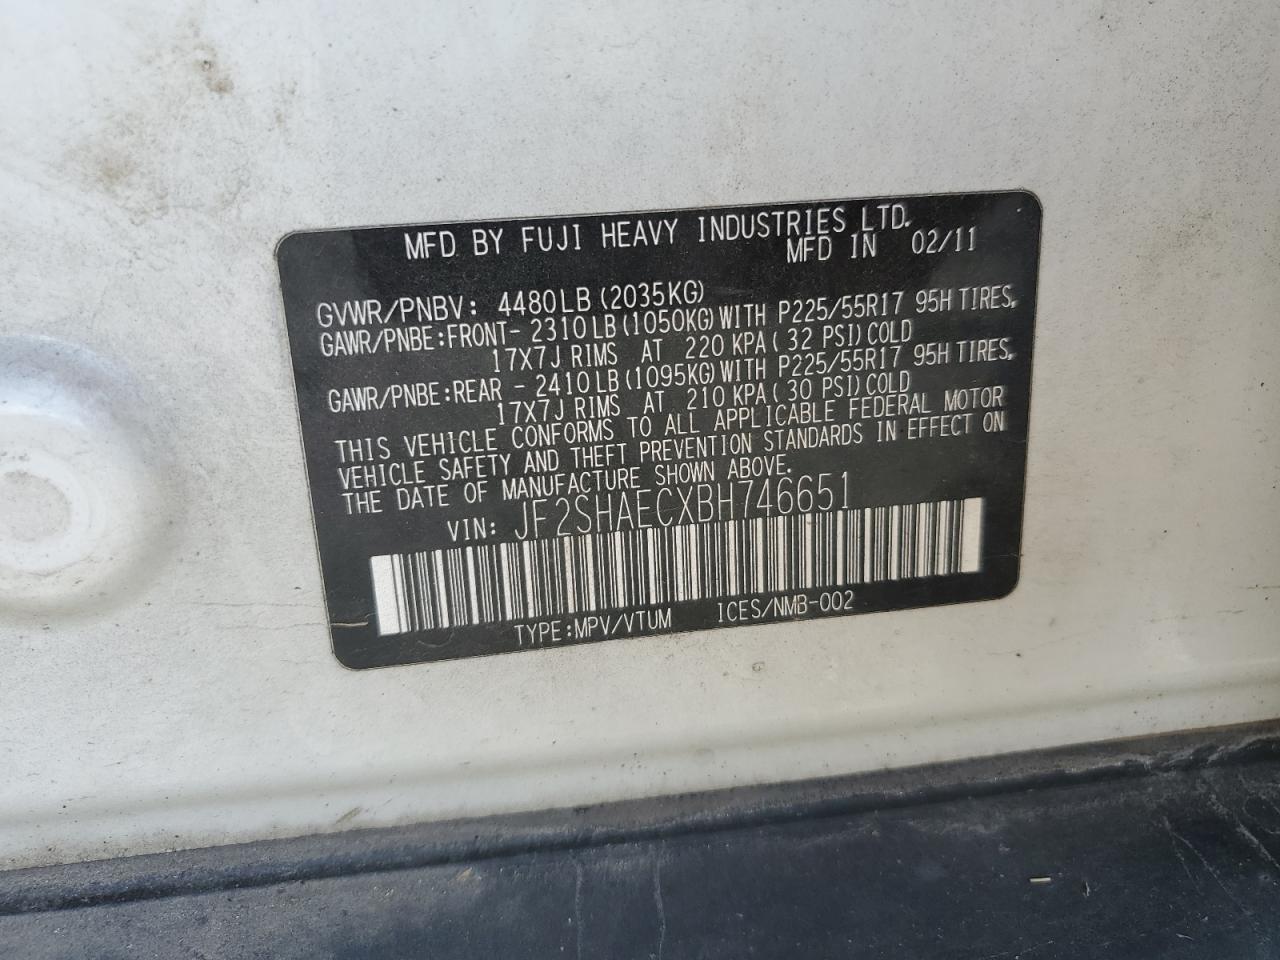 MFD BY FUJI HEAVY INDUSTRIES LTD.
MFD IN 02/11
GVWR/PNBV: 4480LB (2035KG)
GAWR/PNBE:FRONT- 2310LB (1050KG) WITH P225/55R17 95H TIRES,
17X7J RIMS AT 220 KPA ( 32 PSI) COLD
GAWR/PNBE:REAR - 2410LB (1095KG) WITH P225/55R17 95H TIRES,
17X7J RIMS AT 210 KPA ( 30 PSI) COLD
THIS VEHICLE CONFORMS TO ALL APPLICABLE FEDERAL MOTOR
VEHICLE SAFETY AND THEFT PREVENTION STANDARDS IN EFFECT ON
THE DATE OF MANUFACTURE SHOWN ABOVE.
VIN: JF2SHAECXBH746651
TYPE:MPV/VTUM ICES/NMB-002